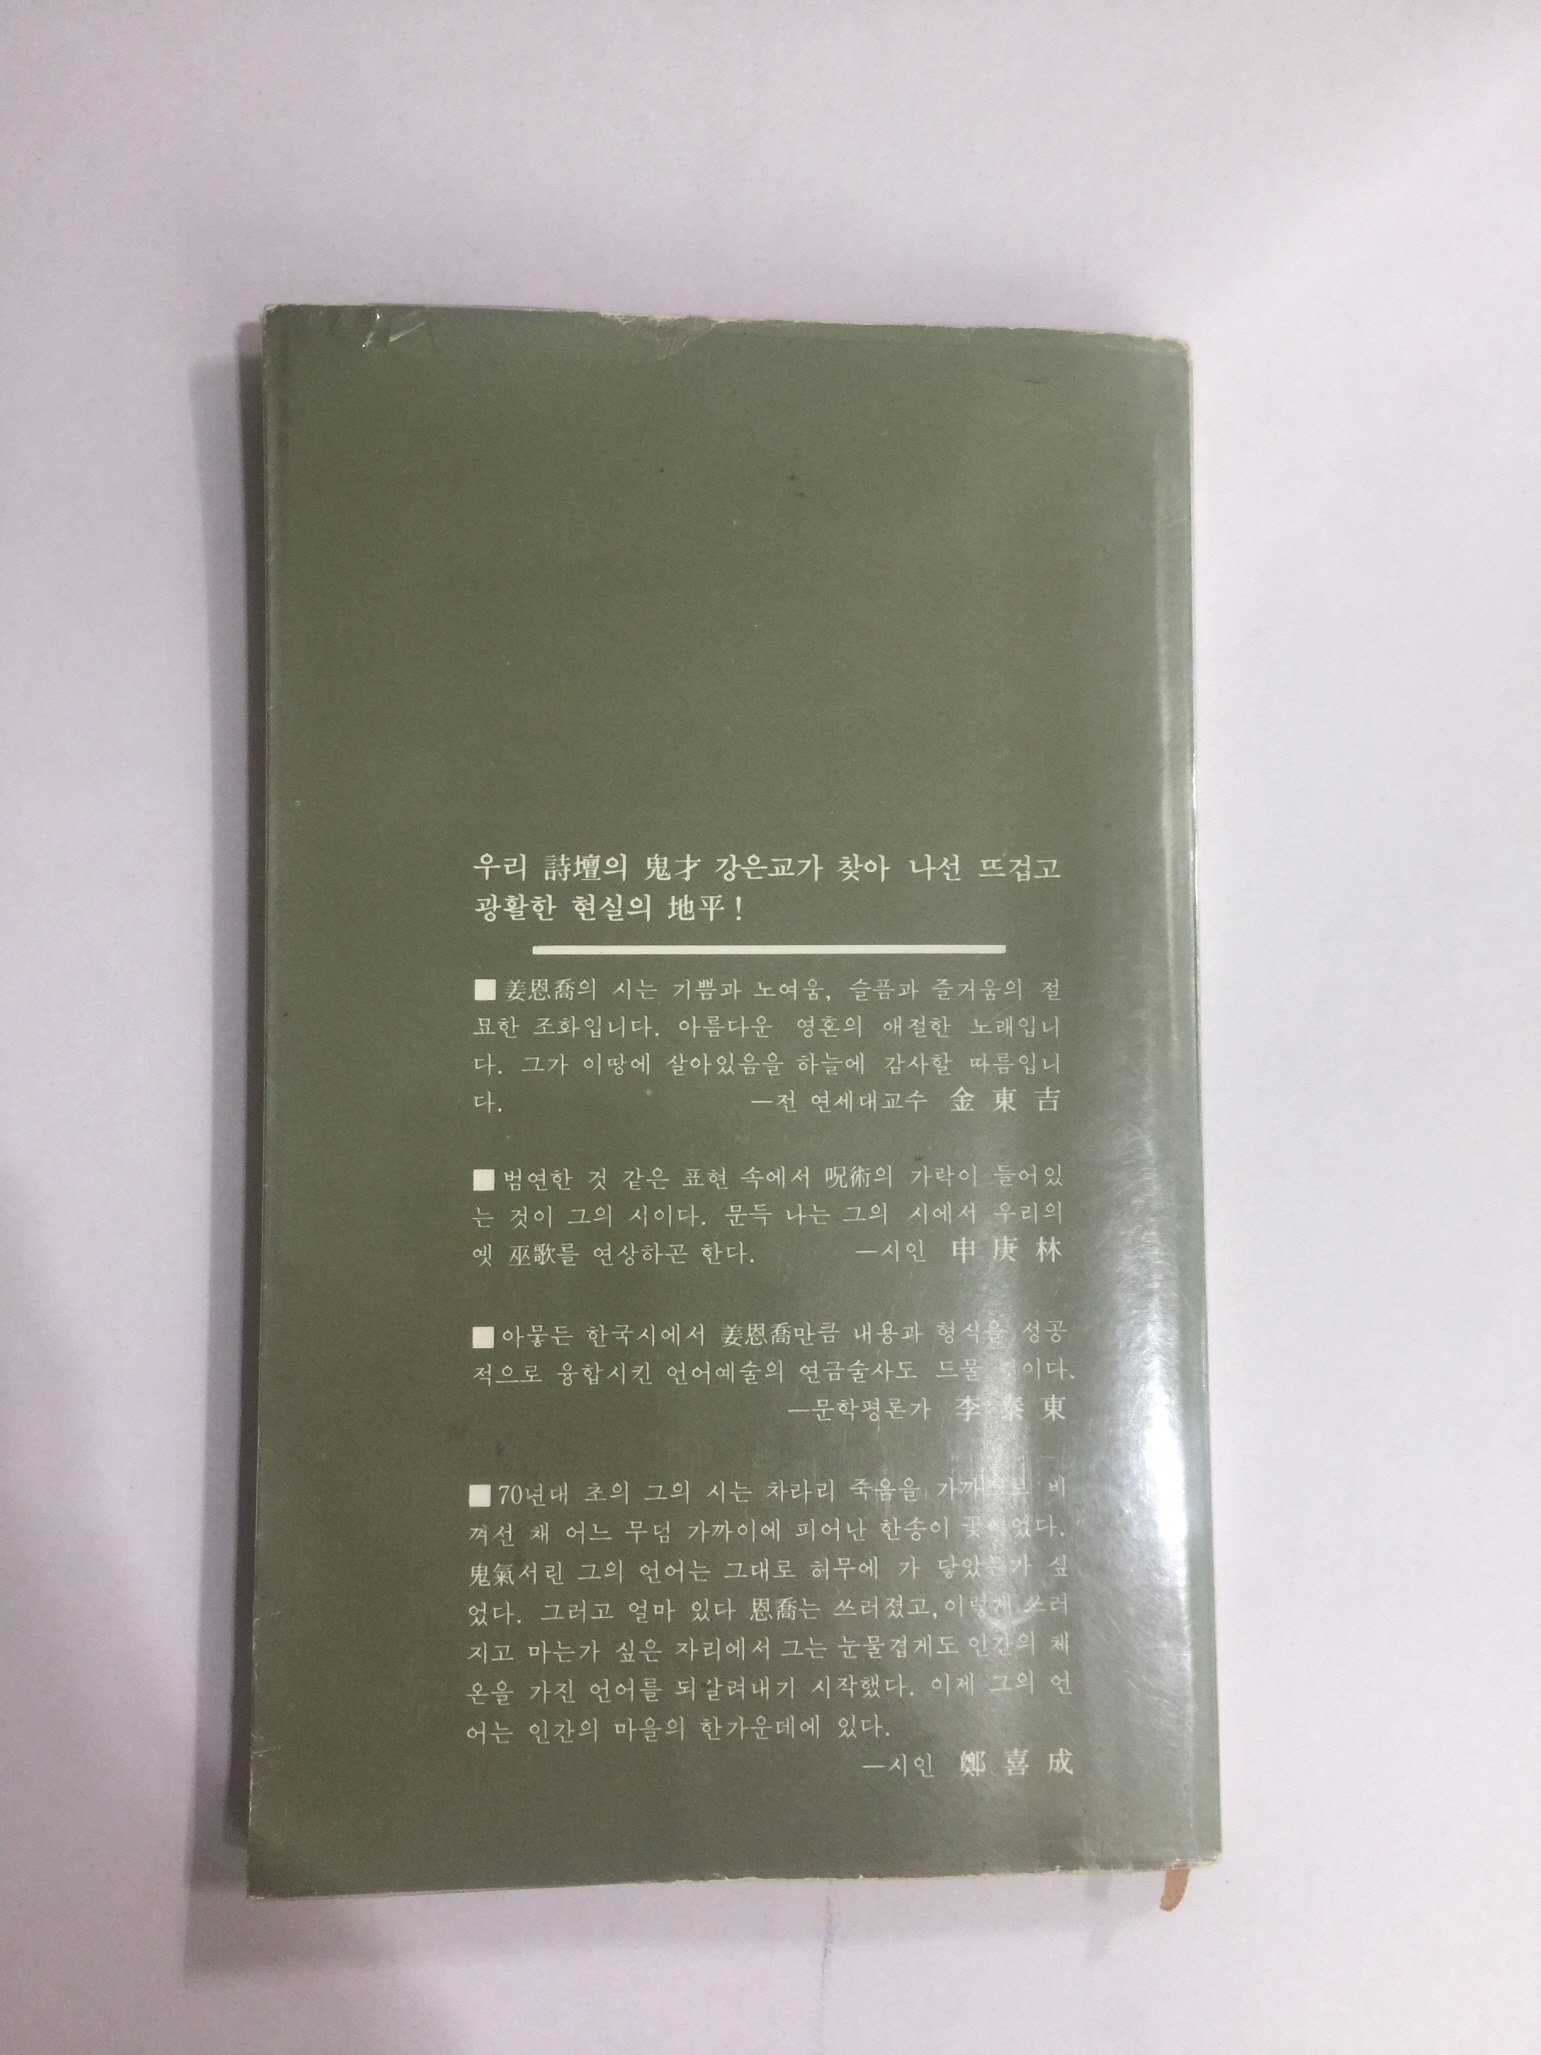 우리 詩壇의 鬼才 강은교가 찾아 나선 뜨겁고
광활한 현실의 地平!
■姜恩喬의 시는 기쁨과 노여움, 슬픔과 즐거움의 절
묘한 조화입니다. 아름다운 영혼의 애절한 노래입니
다. 그가 이땅에 살아있음을 하늘에 감사할 따름입니
다. —전 연세대교수 金東吉
■범연한 것 같은 표현 속에서 呪術의 가락이 들어있
는 것이 그의 시이다. 문득 나는 그의 시에서 우리의
옛 巫歌를 연상하곤 한다. —시인 申庚林
■아뭏든 한국시에서 姜恩喬만큼 내용과 형식을 성공
적으로 융합시킨 언어예술의 연금술사도 드물
—문학평론가 李泰東
■70년대 초의 그의 시는 차라리 죽음을 비
껴선 채 어느 무덤 가까이에 피어난 한송이 꽃이었다.
鬼氣서린 그의 언어는 그대로 허무에 가 닿았는가 싶
었다. 그러고 얼마 있다 恩喬는 쓰러졌고, 이렇게 쓰러
지고 마는가 싶은 자리에서 그는 눈물겹게도 인간의 체
온을 가진 언어를 되살려내기 시작했다. 이제 그의 언
어는 인간의 마을의 한가운데에 있다.
—시인 鄭喜成